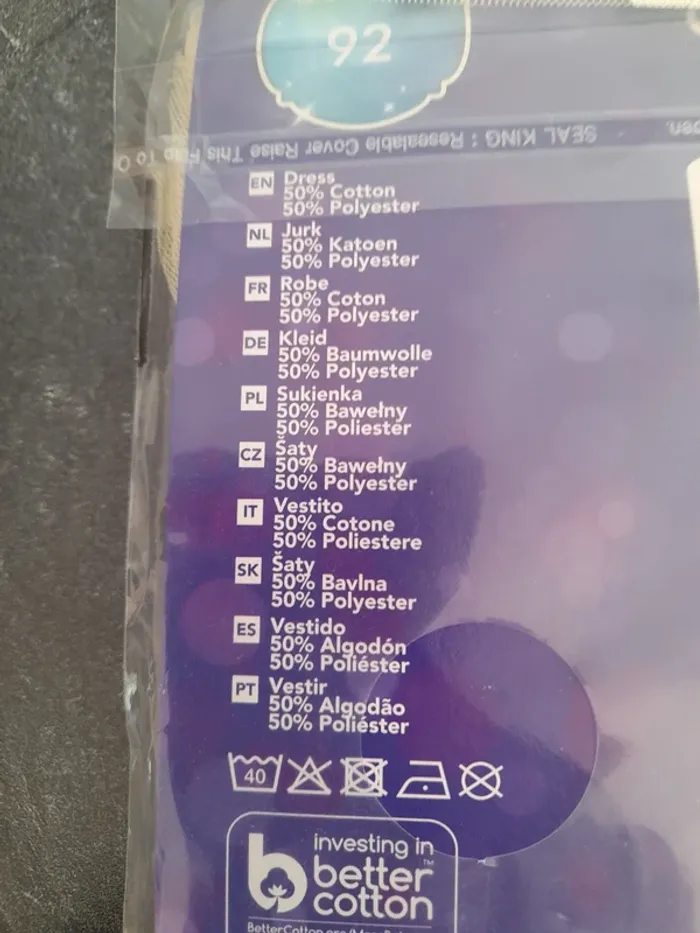 92
SEAL KING : Resealable Cover Raise This Flap To O
EN Dress
50% Cotton
50% Polyester
NL Jurk
50% Katoen
50% Polyester
FR Robe
50% Coton
50% Polyester
DE Kleid
50% Baumwolle
50% Polyester
PL Sukienka
50% Bawełny
50% Poliester
CZ Šaty
50% Bawełny
50% Polyester
IT Vestito
50% Cotone
50% Poliestere
SK Šaty
50% Bavlna
50% Polyester
ES Vestido
50% Algodón
50% Poliéster
PT Vestir
50% Algodão
50% Poliéster
40
investing in
better
cotton
™